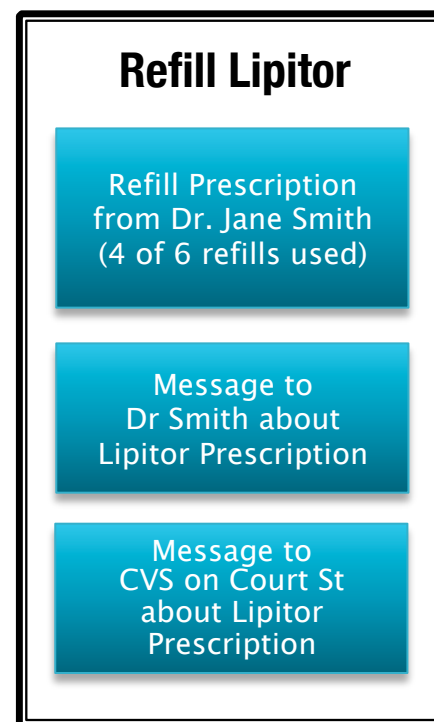 Refill Lipitor
Refill Prescription
from Dr. Jane Smith
(4 of 6 refills used)
Message to
Dr Smith about
Lipitor Prescription
Message to
CVS on Court St
about Lipitor
Prescription